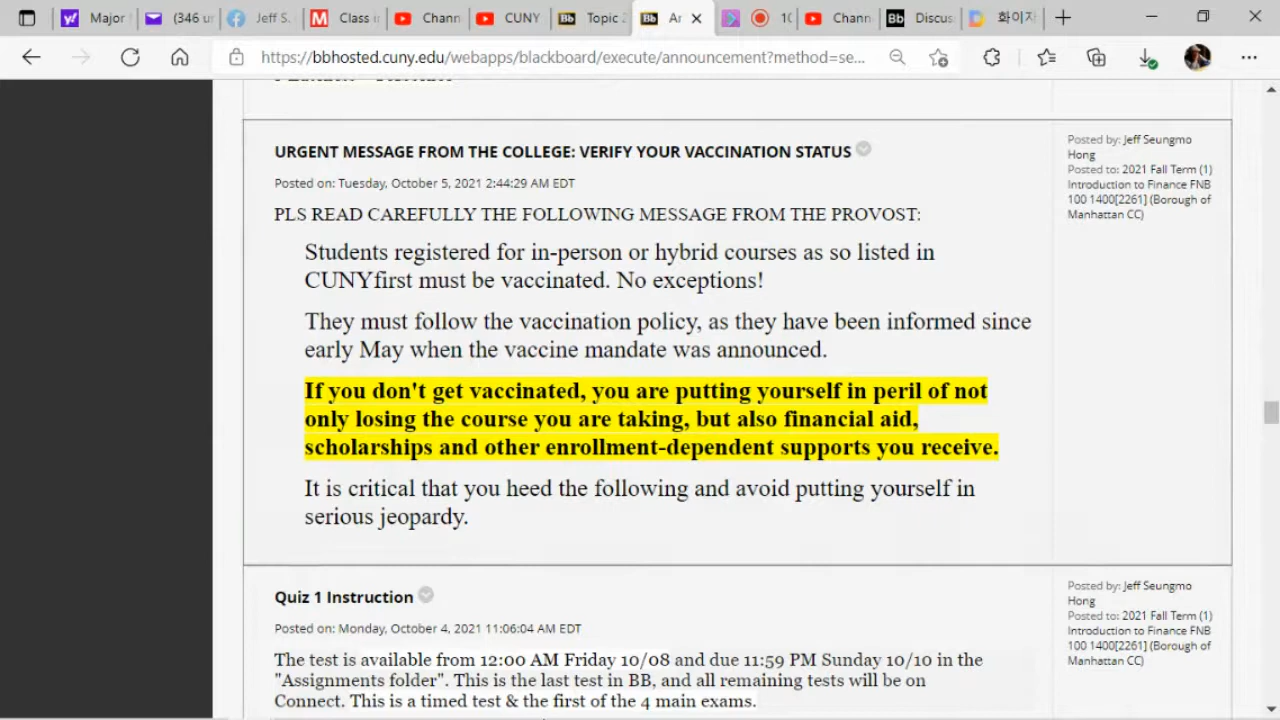 Major
(346 u
Jeff S.
Class i
Chann
CUNY
Topic
Ar
10
Chann
Discus
화이자
https://bbhosted.cuny.edu/webapps/blackboard/execute/announcement?method=se...
URGENT MESSAGE FROM THE COLLEGE: VERIFY YOUR VACCINATION STATUS
Posted on: Tuesday, October 5, 2021 2:44:29 AM EDT
Posted by: Jeff Seungmo
Hong
Posted to: 2021 Fall Term (1)
Introduction to Finance FNB
100 1400[2261] (Borough of
Manhattan CC)
PLS READ CAREFULLY THE FOLLOWING MESSAGE FROM THE PROVOST:
Students registered for in-person or hybrid courses as so listed in
CUNYfirst must be vaccinated. No exceptions!
They must follow the vaccination policy, as they have been informed since
early May when the vaccine mandate was announced.
If you don't get vaccinated, you are putting yourself in peril of not
only losing the course you are taking, but also financial aid,
scholarships and other enrollment-dependent supports you receive.
It is critical that you heed the following and avoid putting yourself in
serious jeopardy.
Quiz 1 Instruction
Posted on: Monday, October 4, 2021 11:06:04 AM EDT
Posted by: Jeff Seungmo
Hong
Posted to: 2021 Fall Term (1)
Introduction to Finance FNB
100 1400[2261] (Borough of
Manhattan CC)
The test is available from 12:00 AM Friday 10/08 and due 11:59 PM Sunday 10/10 in the
"Assignments folder". This is the last test in BB, and all remaining tests will be on
Connect. This is a timed test & the first of the 4 main exams.